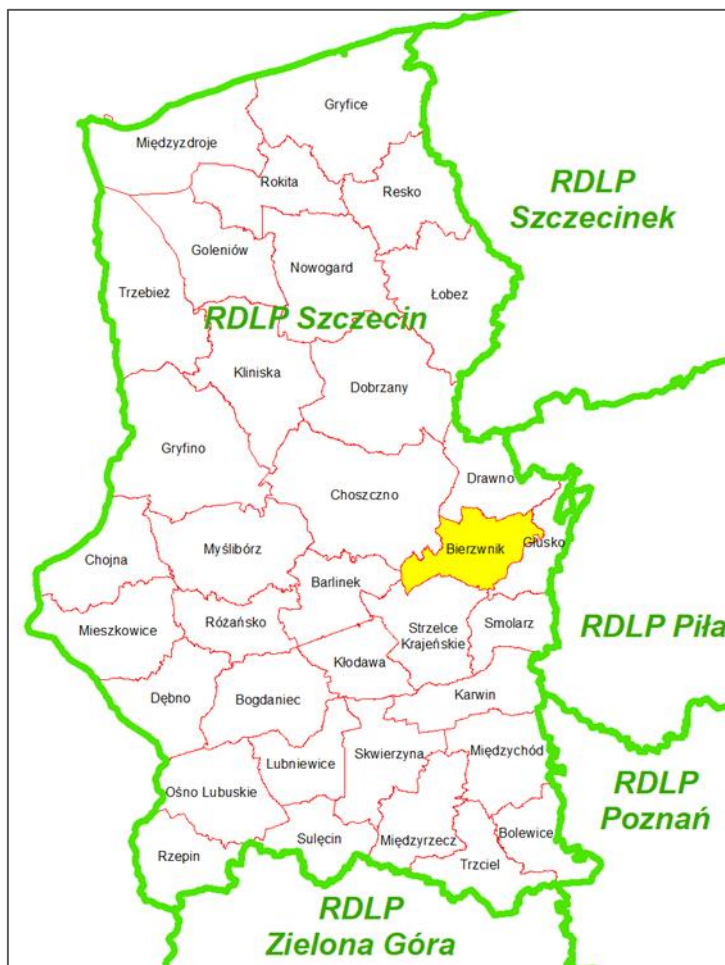 Gryfice
Międzyzdroje
Rokita
Resko
RDLP
Szczecinek
Goleniów
Nowogard
Trzebież
Łobez
RDLP Szczecin
Kliniska
Dobrzany
Gryfino
Drawno
Choszczno
Chojna
Myślibórz
Bierzwnik
Głusko
Barlinek
Mieszkowice
Różańsko
Strzelce
Krajeńskie
Smolarz
RDLP Piła
Kłodawa
Dębno
Bogdaniec
Karwin
Lubniewice
Skwierzyna
Międzychód
Ośno Lubuskie
RDLP
Poznań
Rzepin
Sulęcin
Międzyrzecz
Bolewice
Trzciel
RDLP
Zielona Góra